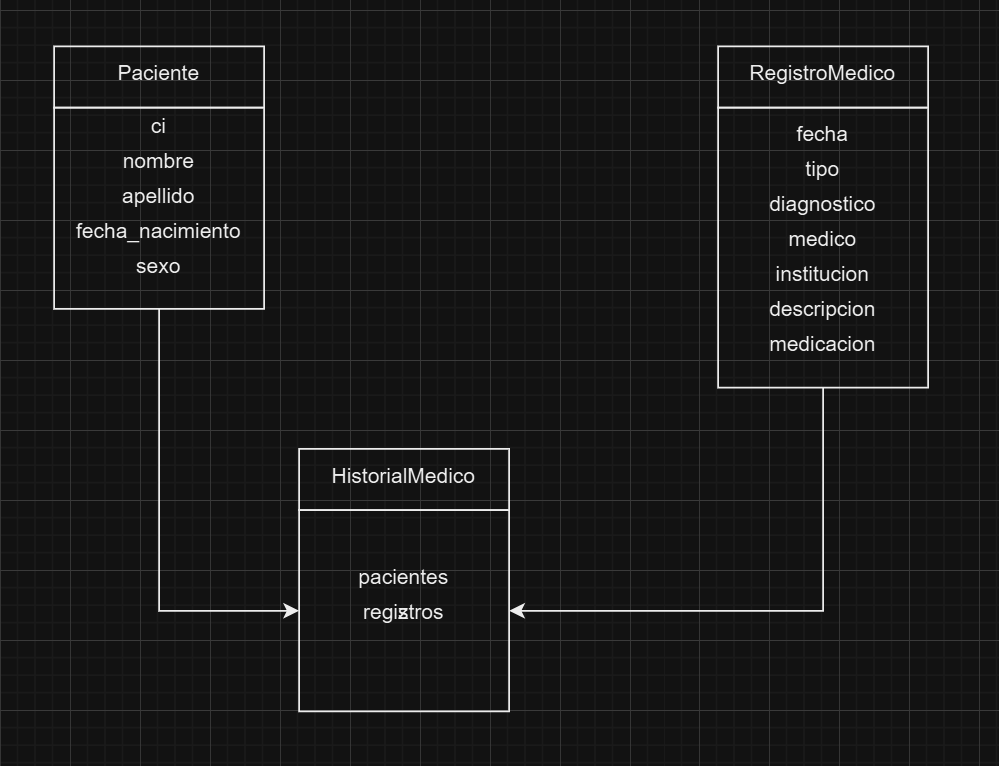 Paciente
ci
nombre
apellido
fecha_nacimiento
sexo
RegistroMedico
fecha
tipo
diagnostico
medico
institucion
descripcion
medicacion
HistorialMedico
pacientes
registros